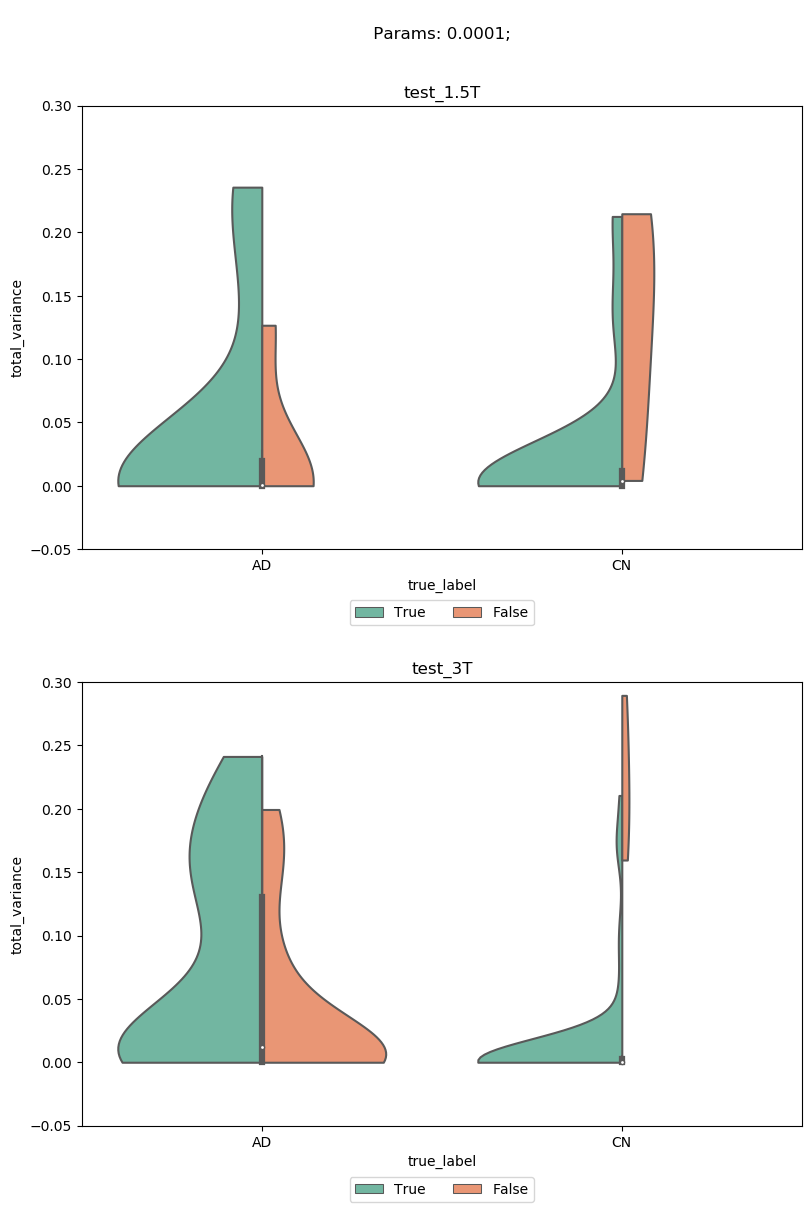 Params: 0.0001;
test_1.5T
0.30
0.25
0.20
0.15
0.10
0.05
0.00
−0.05
total_variance
AD CN
true_label
True False
test_3T
0.30
0.25
0.20
0.15
0.10
0.05
0.00
−0.05
total_variance
AD CN
true_label
True False